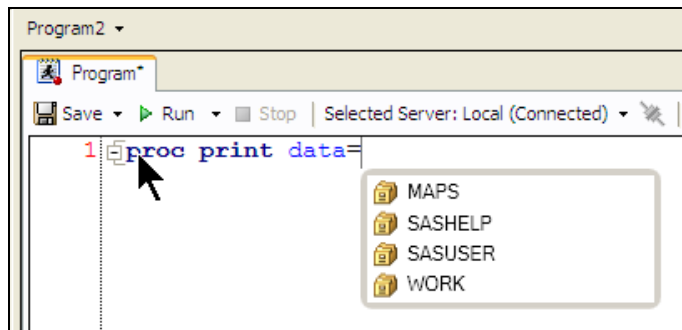 Program2
Program*
Save Run Stop Selected Server: Local (Connected)
1 proc print data=
MAPS
SASHELP
SASUSER
WORK